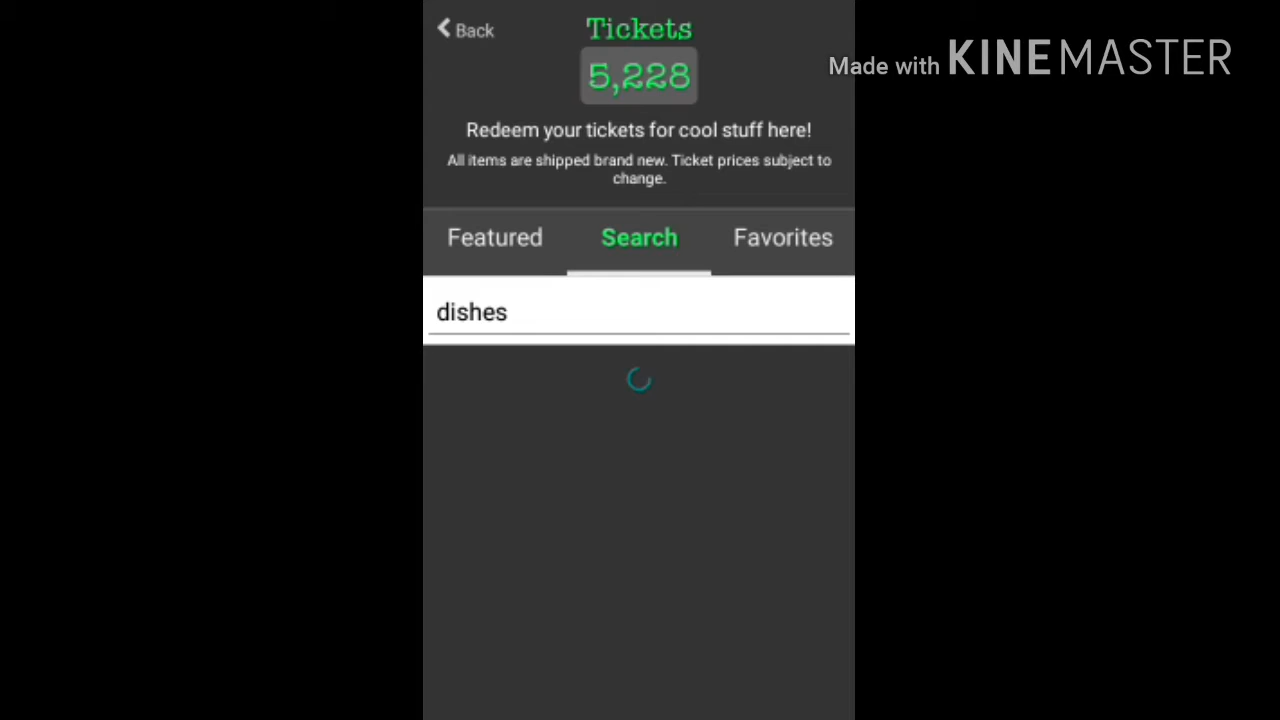 Back
Tickets
5,228
Made with KINEMASTER
Redeem your tickets for cool stuff here!
All items are shipped brand new. Ticket prices subject to
change.
Featured Search Favorites
dishes